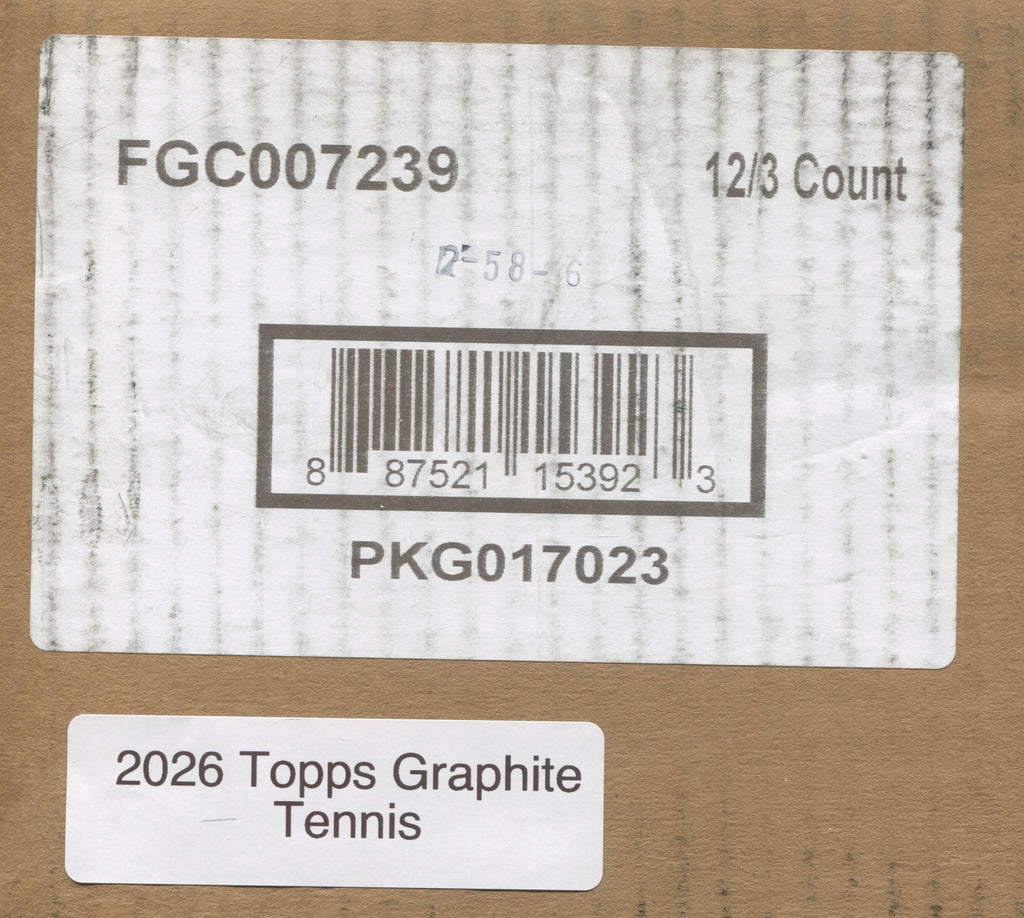 FGC007239
12/3 Count
2-58-6
8 87521 15392 3
PKG017023
2026 Topps Graphite
Tennis